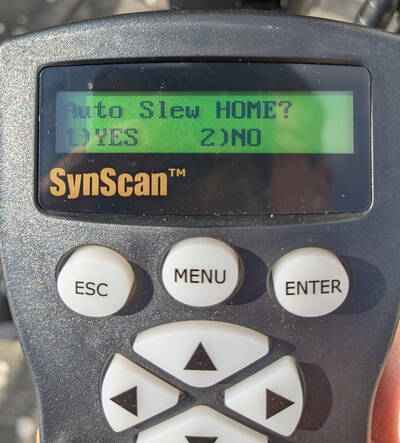 Auto Slew HOME?
1)YES 2)NO
SynScan™
ESC MENU ENTER